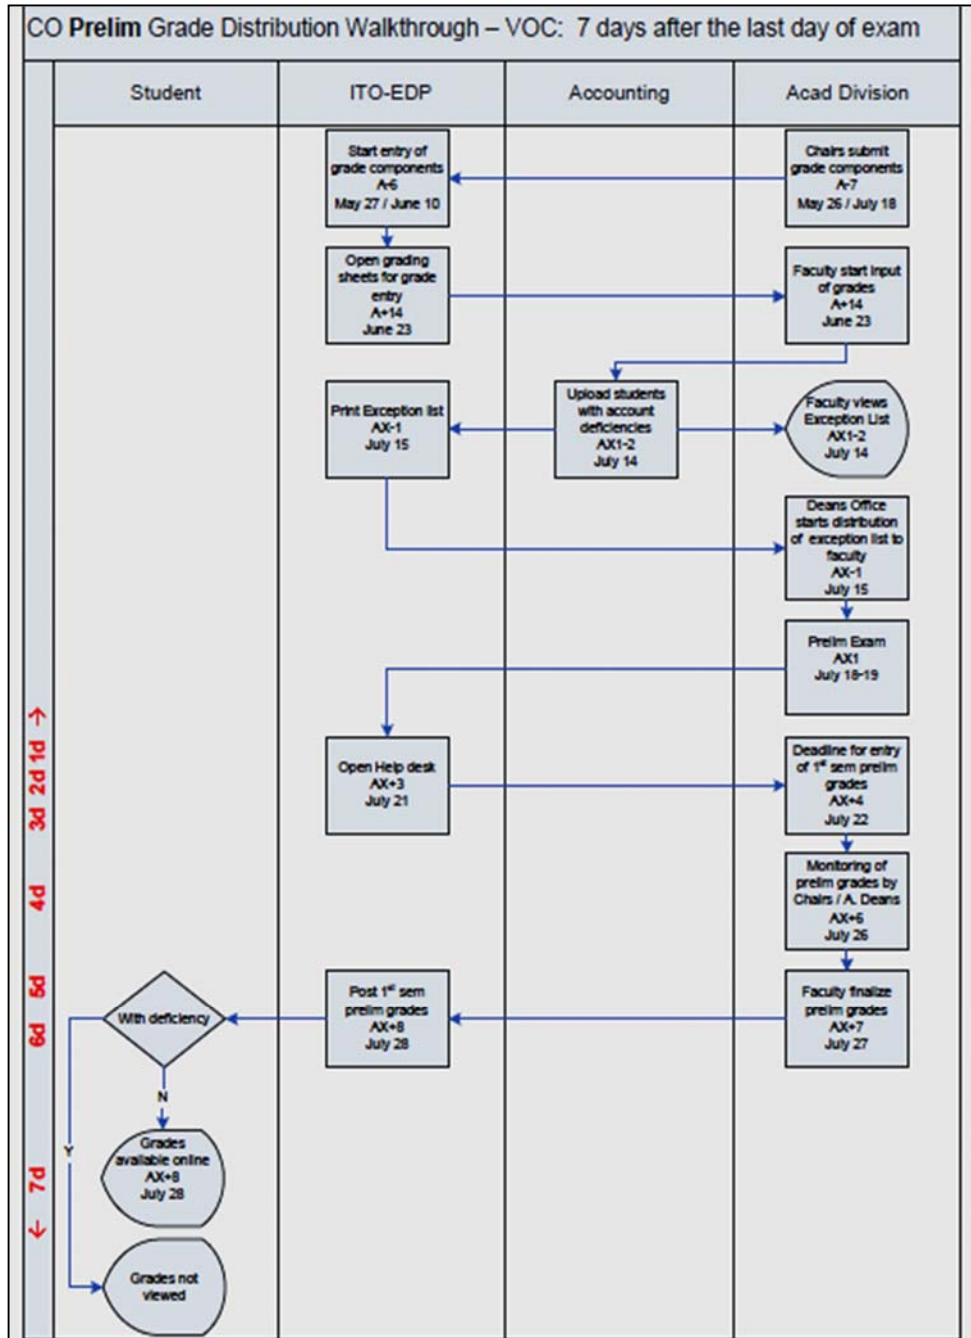 CO Prelim Grade Distribution Walkthrough – VOC: 7 days after the last day of exam
Student
ITO-EDP
Accounting
Acad Division
Start entry of
grade components
A-6
May 27 / June 10
Chairs submit
grade components
A-7
May 26 / July 18
Open grading
sheets for grade
entry
A+14
June 23
Faculty start input
of grades
A+14
June 23
Print Exception list
AX-1
July 15
Upload students
with account
deficiencies
AX1-2
July 14
Faculty views
Exception List
AX1-2
July 14
Deans Office
starts distribution
of exception list to
faculty
AX-1
July 15
Prelim Exam
AX1
July 18-19
Open Help desk
AX+3
July 21
Deadline for entry
of 1st sem prelim
grades
AX+4
July 22
Monitoring of
prelim grades by
Chairs / A. Deans
AX+6
July 26
With deficiency
Post 1st sem
prelim grades
AX+8
July 28
Faculty finalize
prelim grades
AX+7
July 27
N
Y
Grades
available online
AX+8
July 28
Grades not
viewed
← 7d 6d 5d 4d 3d 2d 1d →